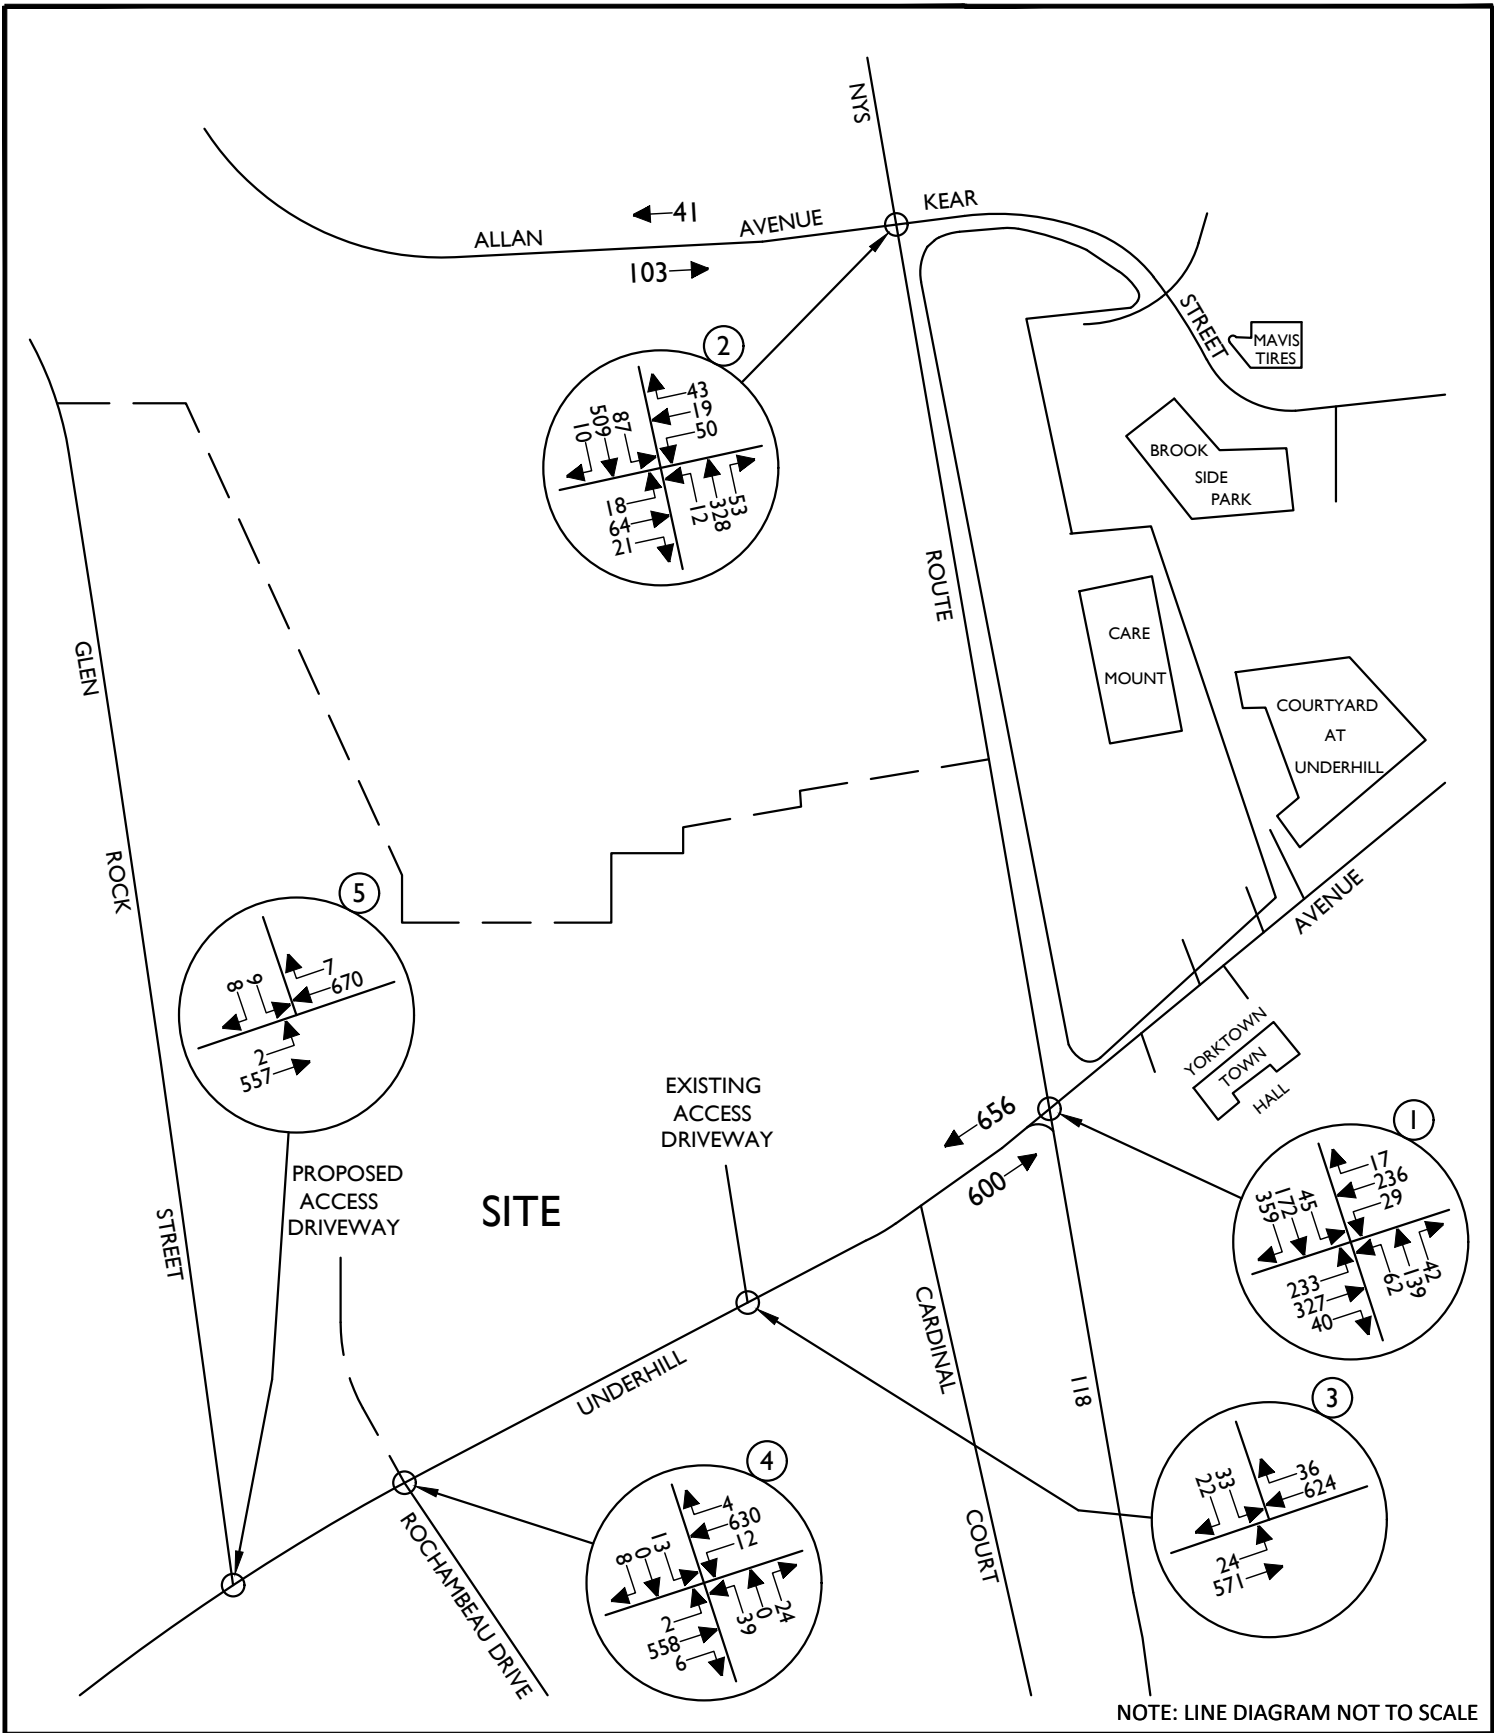 NYS
KEAR
41
AVENUE
ALLAN
103
STREET
MAVIS
TIRES
2
43
19
50
87
509
10
18
64
21
12
328
53
BROOK
SIDE
PARK
ROUTE
CARE
MOUNT
GLEN
COURTYARD
AT
UNDERHILL
ROCK
AVENUE
5
7
670
9
8
2
557
YORKTOWN
TOWN
HALL
EXISTING
ACCESS
DRIVEWAY
656
600
1
17
236
29
45
172
359
233
327
40
62
139
42
PROPOSED
ACCESS
DRIVEWAY
SITE
STREET
CARDINAL
UNDERHILL
118
3
36
624
33
22
24
571
4
4
630
12
13
0
8
2
558
6
39
0
24
COURT
ROCHAMBEAU DRIVE
NOTE: LINE DIAGRAM NOT TO SCALE